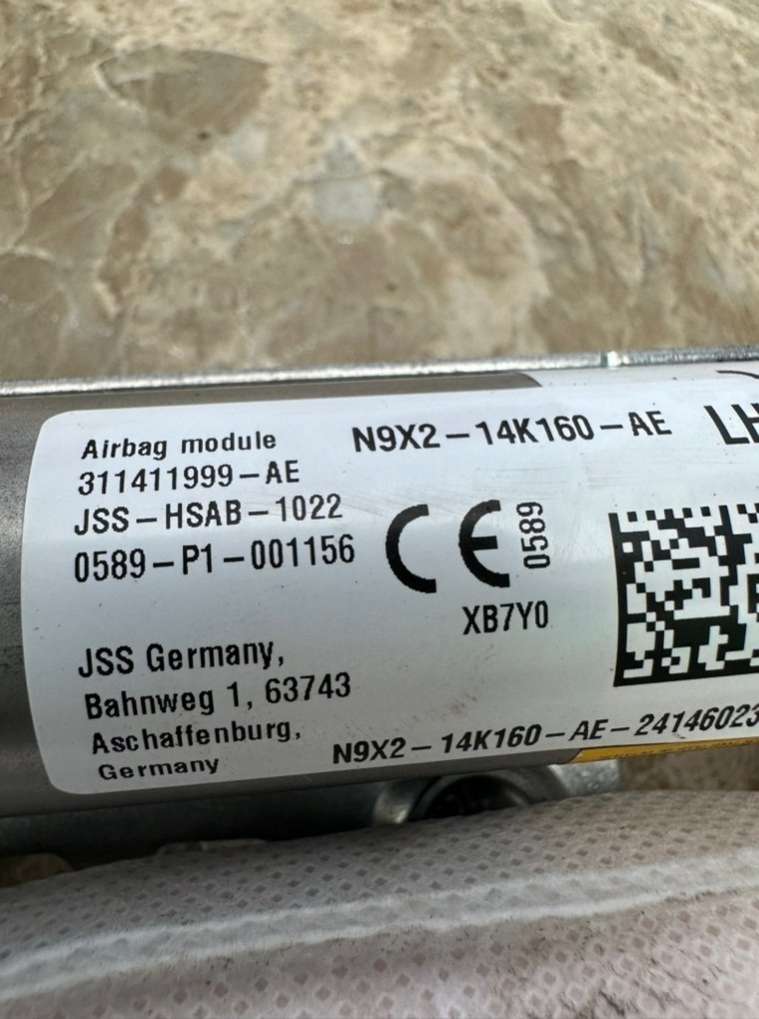 Airbag module N9X2-14K160-AE LH
311411999-AE
JSS-HSAB-1022
0589-P1-001156 CE 0589
XB7Y0
JSS Germany,
Bahnweg 1, 63743
Aschaffenburg,
Germany
N9X2-14K160-AE-24146023